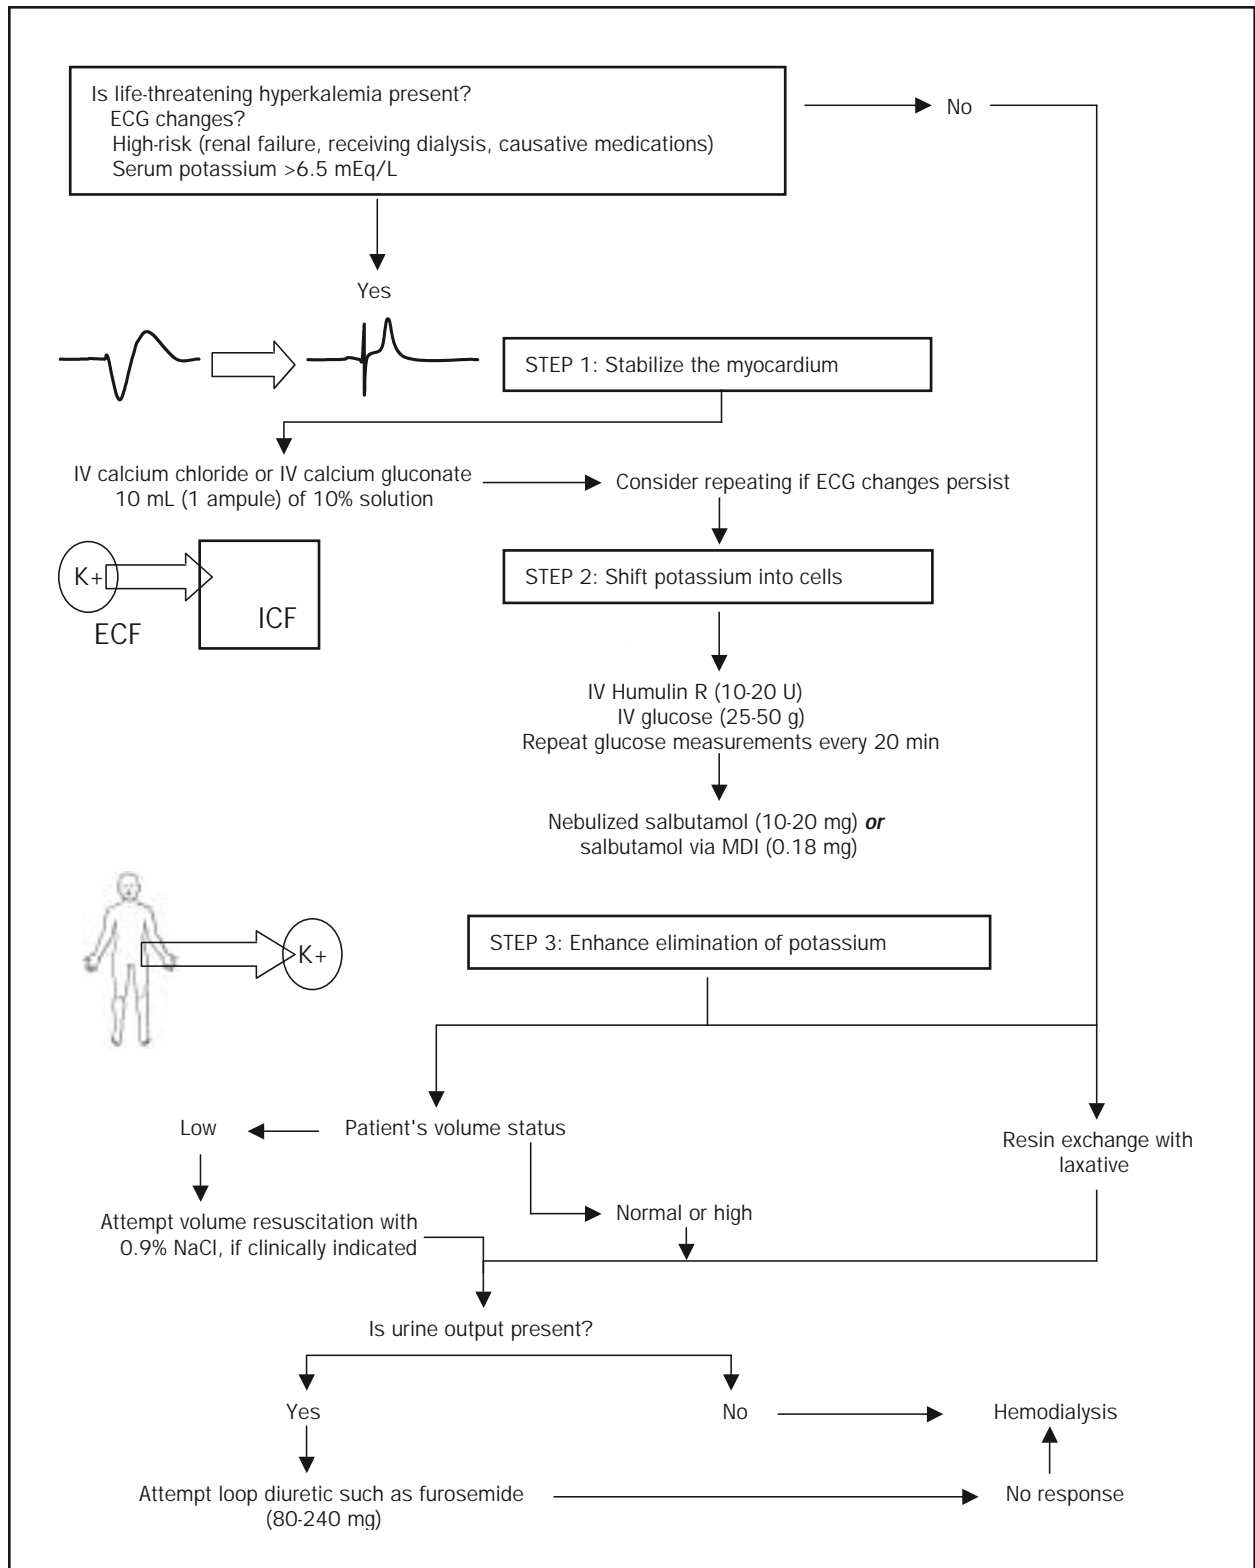 Is life-threatening hyperkalemia present?
ECG changes?
High-risk (renal failure, receiving dialysis, causative medications)
Serum potassium >6.5 mEq/L
No
Yes
STEP 1: Stabilize the myocardium
IV calcium chloride or IV calcium gluconate
10 mL (1 ampule) of 10% solution
Consider repeating if ECG changes persist
K+
ECF
ICF
STEP 2: Shift potassium into cells
IV Humulin R (10-20 U)
IV glucose (25-50 g)
Repeat glucose measurements every 20 min
Nebulized salbutamol (10-20 mg) or
salbutamol via MDI (0.18 mg)
K+
STEP 3: Enhance elimination of potassium
Low
Patient's volume status
Resin exchange with
laxative
Attempt volume resuscitation with
0.9% NaCl, if clinically indicated
Normal or high
Is urine output present?
Yes
No
Hemodialysis
Attempt loop diuretic such as furosemide
(80-240 mg)
No response